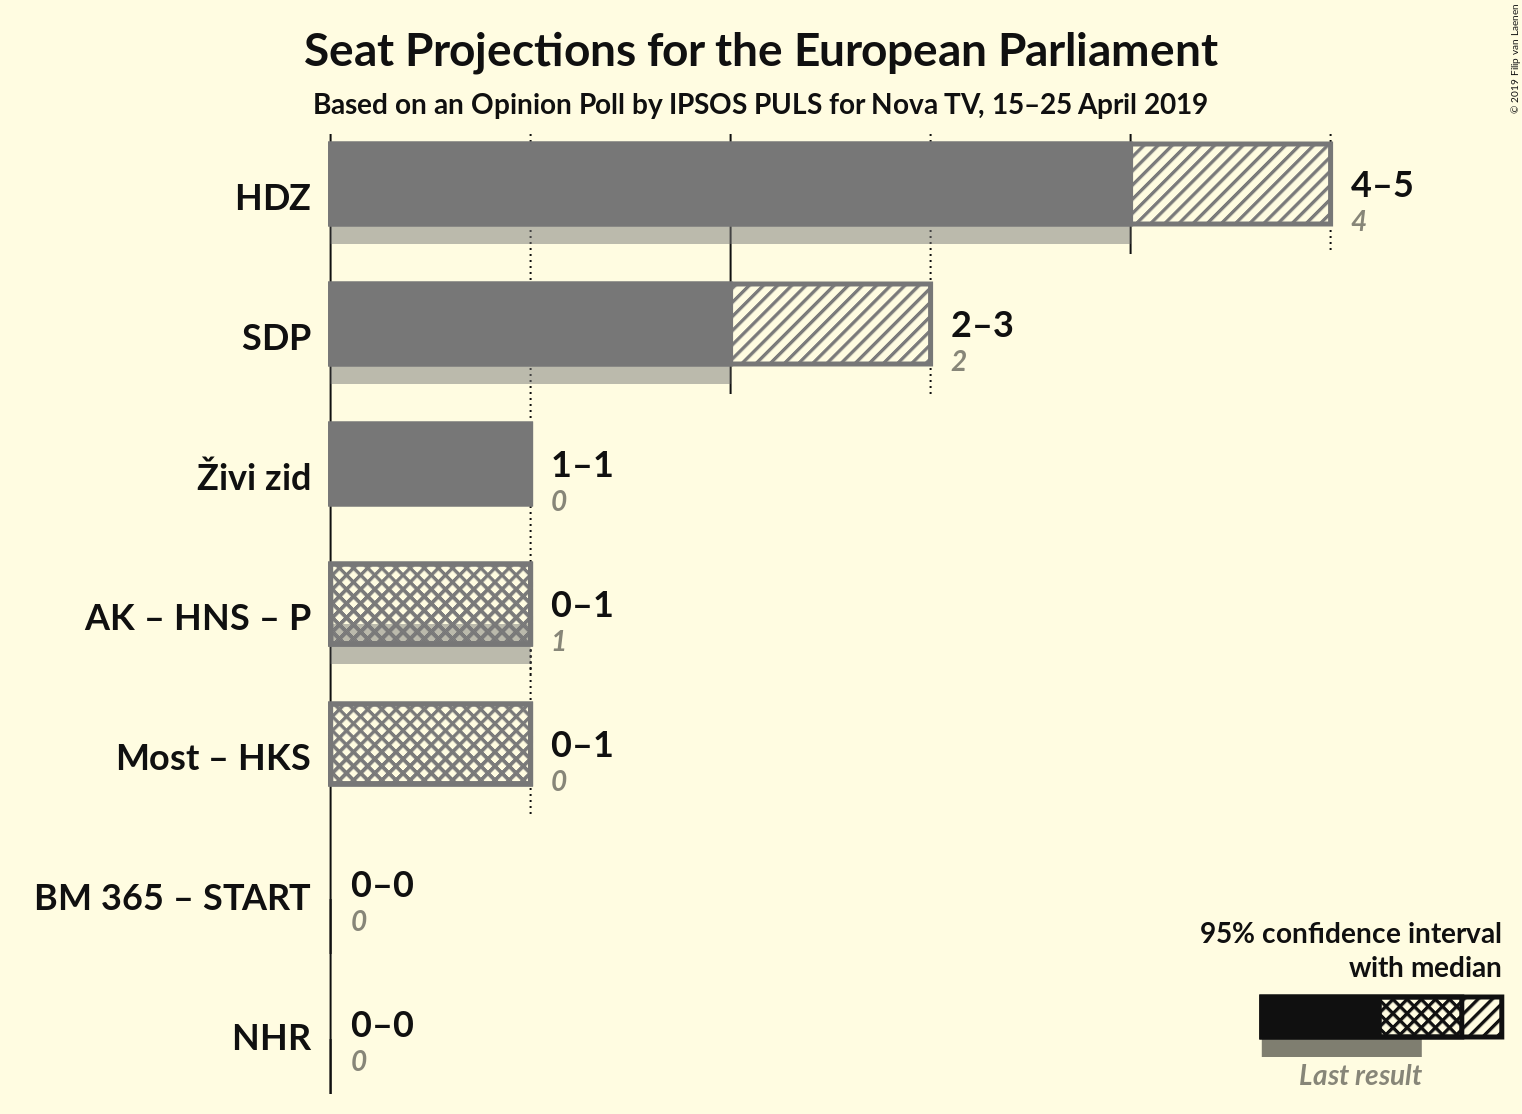 Seat Projections for the European Parliament
Based on an Opinion Poll by IPSOS PULS for Nova TV, 15–25 April 2019
© 2019 Filip van Laenen
HDZ
4–5
4
SDP
2–3
2
Živi zid
1–1
0
AK – HNS – P
0–1
1
Most – HKS
0–1
0
BM 365 – START
0–0
0
NHR
0–0
0
95% confidence interval
with median
Last result